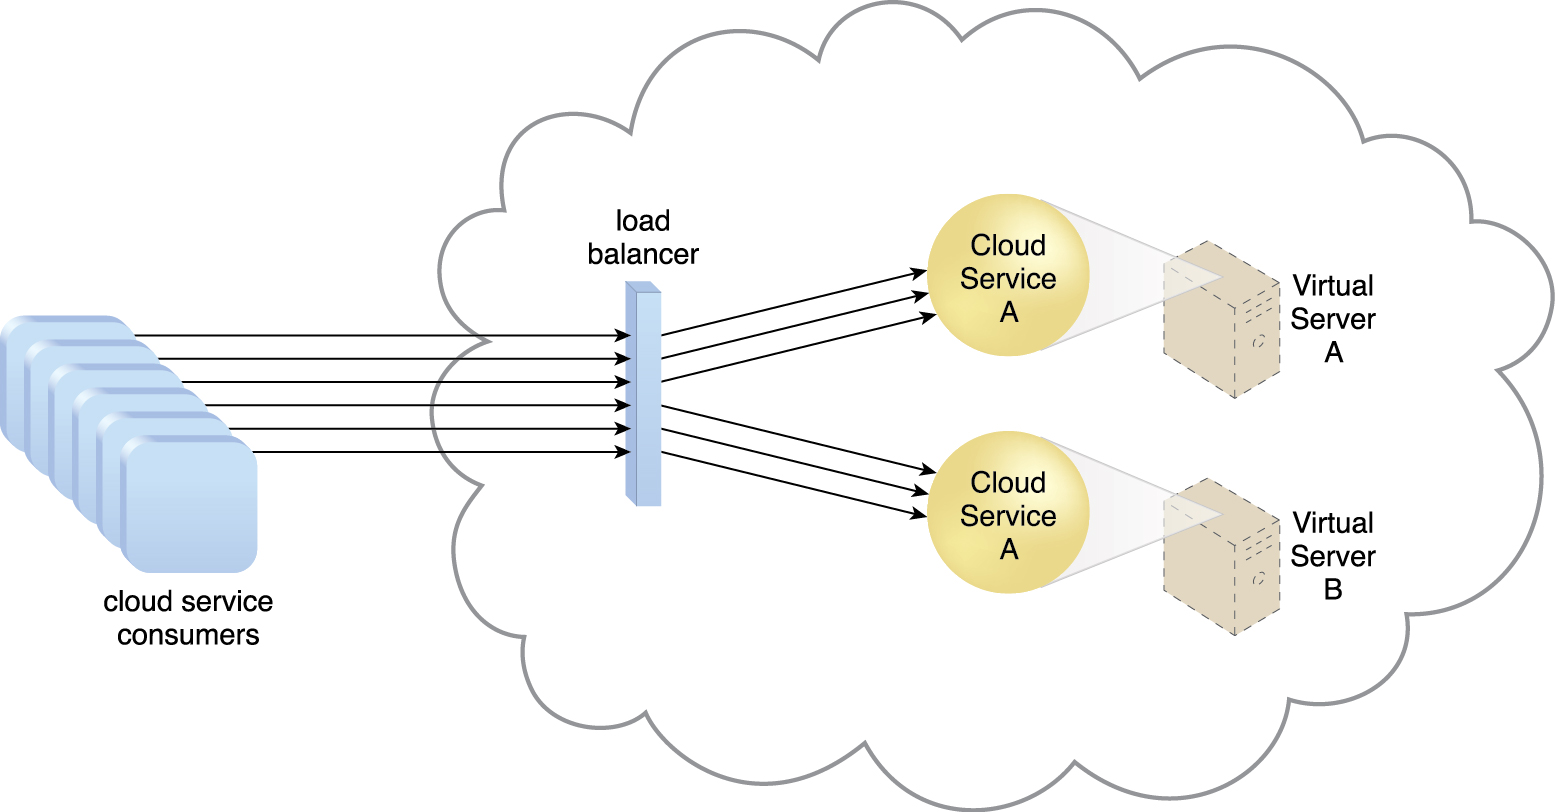 load
balancer
Cloud
Service
A
Virtual
Server
A
Cloud
Service
A
Virtual
Server
B
cloud service
consumers